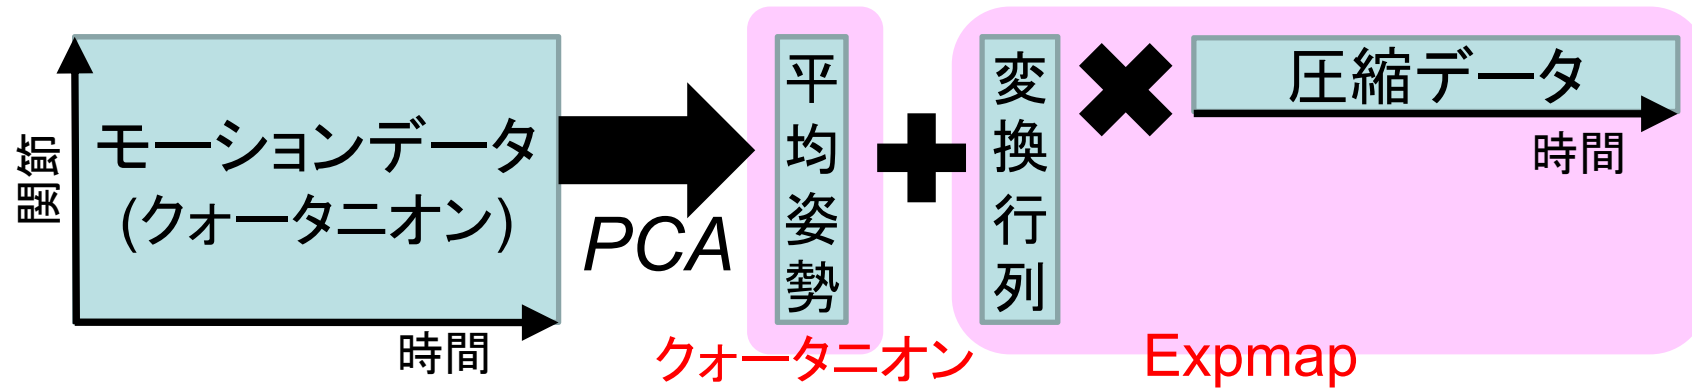 関節
モーションデータ
(クォータニオン)
時間
PCA
平均姿勢
変換行列
圧縮データ
時間
クォータニオン
Expmap